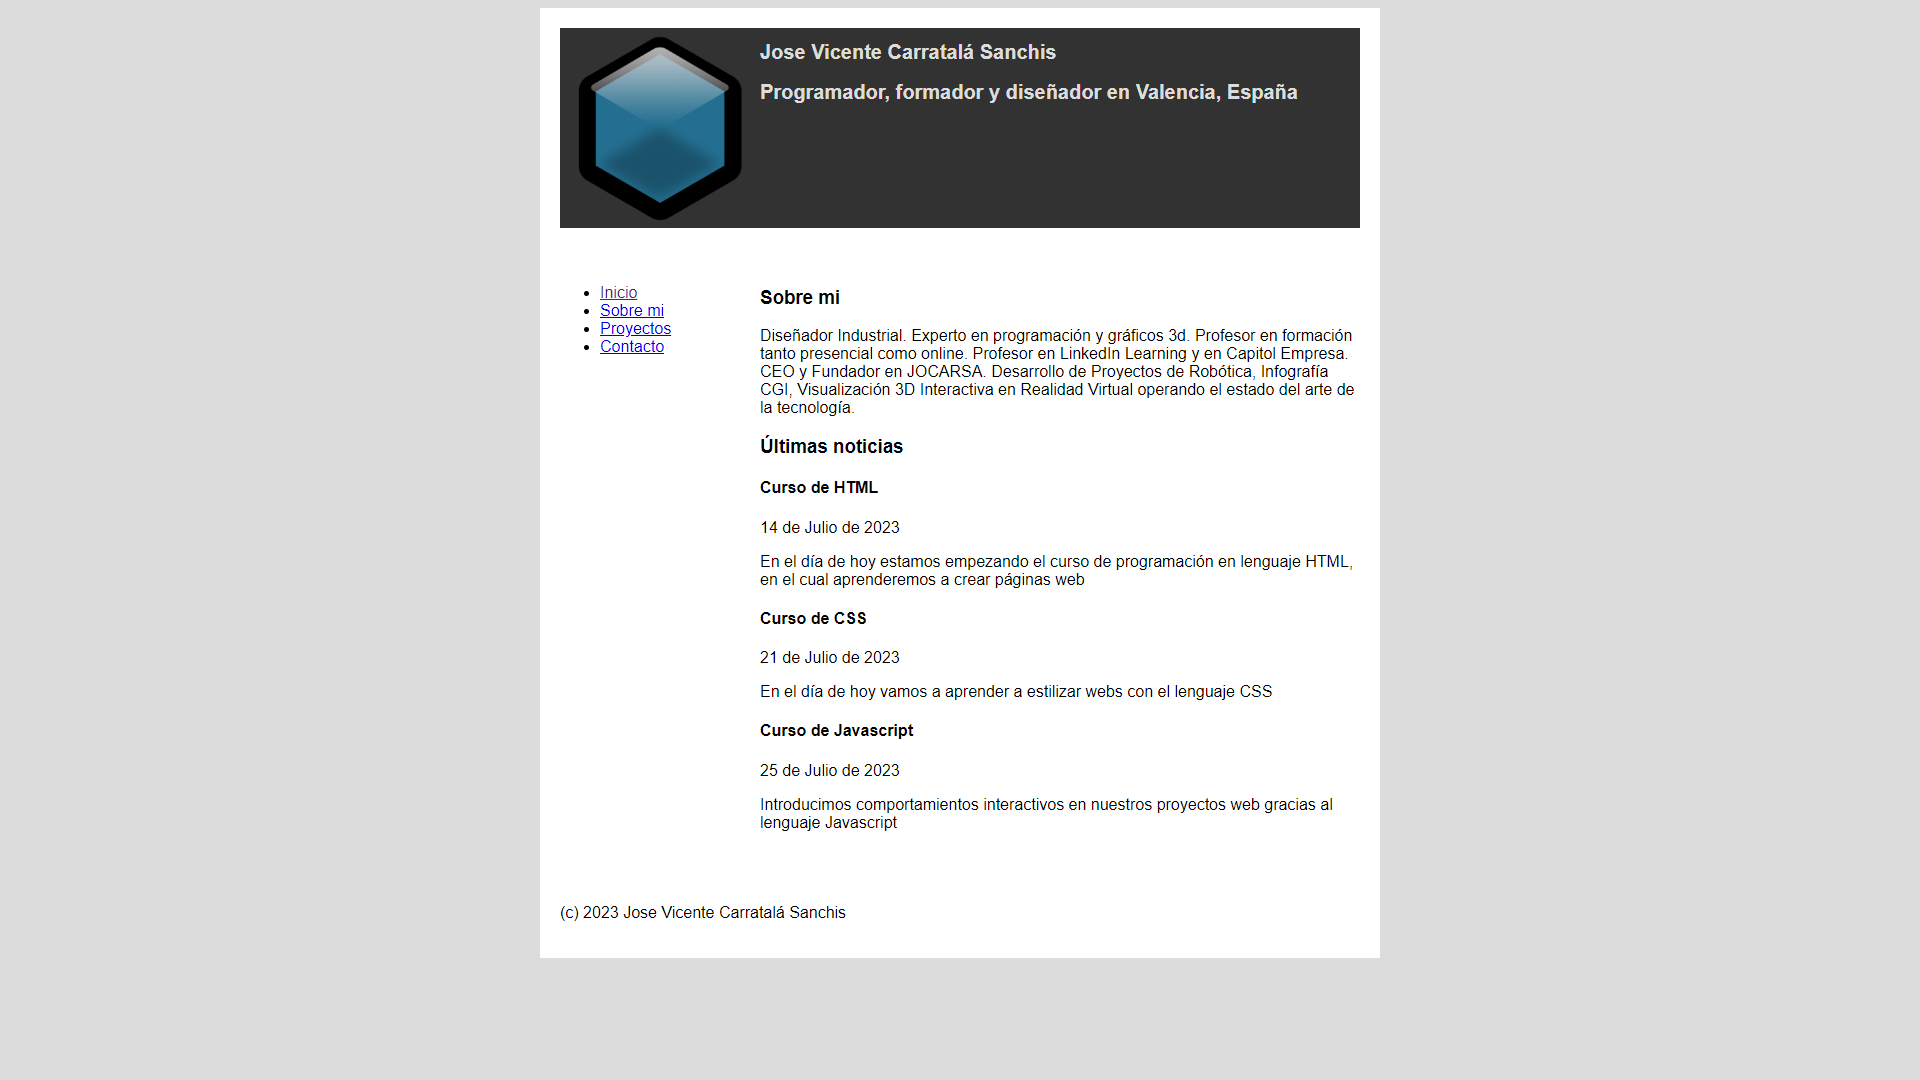 Jose Vicente Carratalá Sanchis
Programador, formador y diseñador en Valencia, España
Inicio
Sobre mi
Proyectos
Contacto
Sobre mi
Diseñador Industrial. Experto en programación y gráficos 3d. Profesor en formación
tanto presencial como online. Profesor en LinkedIn Learning y en Capitol Empresa.
CEO y Fundador en JOCARSA. Desarrollo de Proyectos de Robótica, Infografía
CGI, Visualización 3D Interactiva en Realidad Virtual operando el estado del arte de
la tecnología.
Últimas noticias
Curso de HTML
14 de Julio de 2023
En el día de hoy estamos empezando el curso de programación en lenguaje HTML,
en el cual aprenderemos a crear páginas web
Curso de CSS
21 de Julio de 2023
En el día de hoy vamos a aprender a estilizar webs con el lenguaje CSS
Curso de Javascript
25 de Julio de 2023
Introducimos comportamientos interactivos en nuestros proyectos web gracias al
lenguaje Javascript
(c) 2023 Jose Vicente Carratalá Sanchis